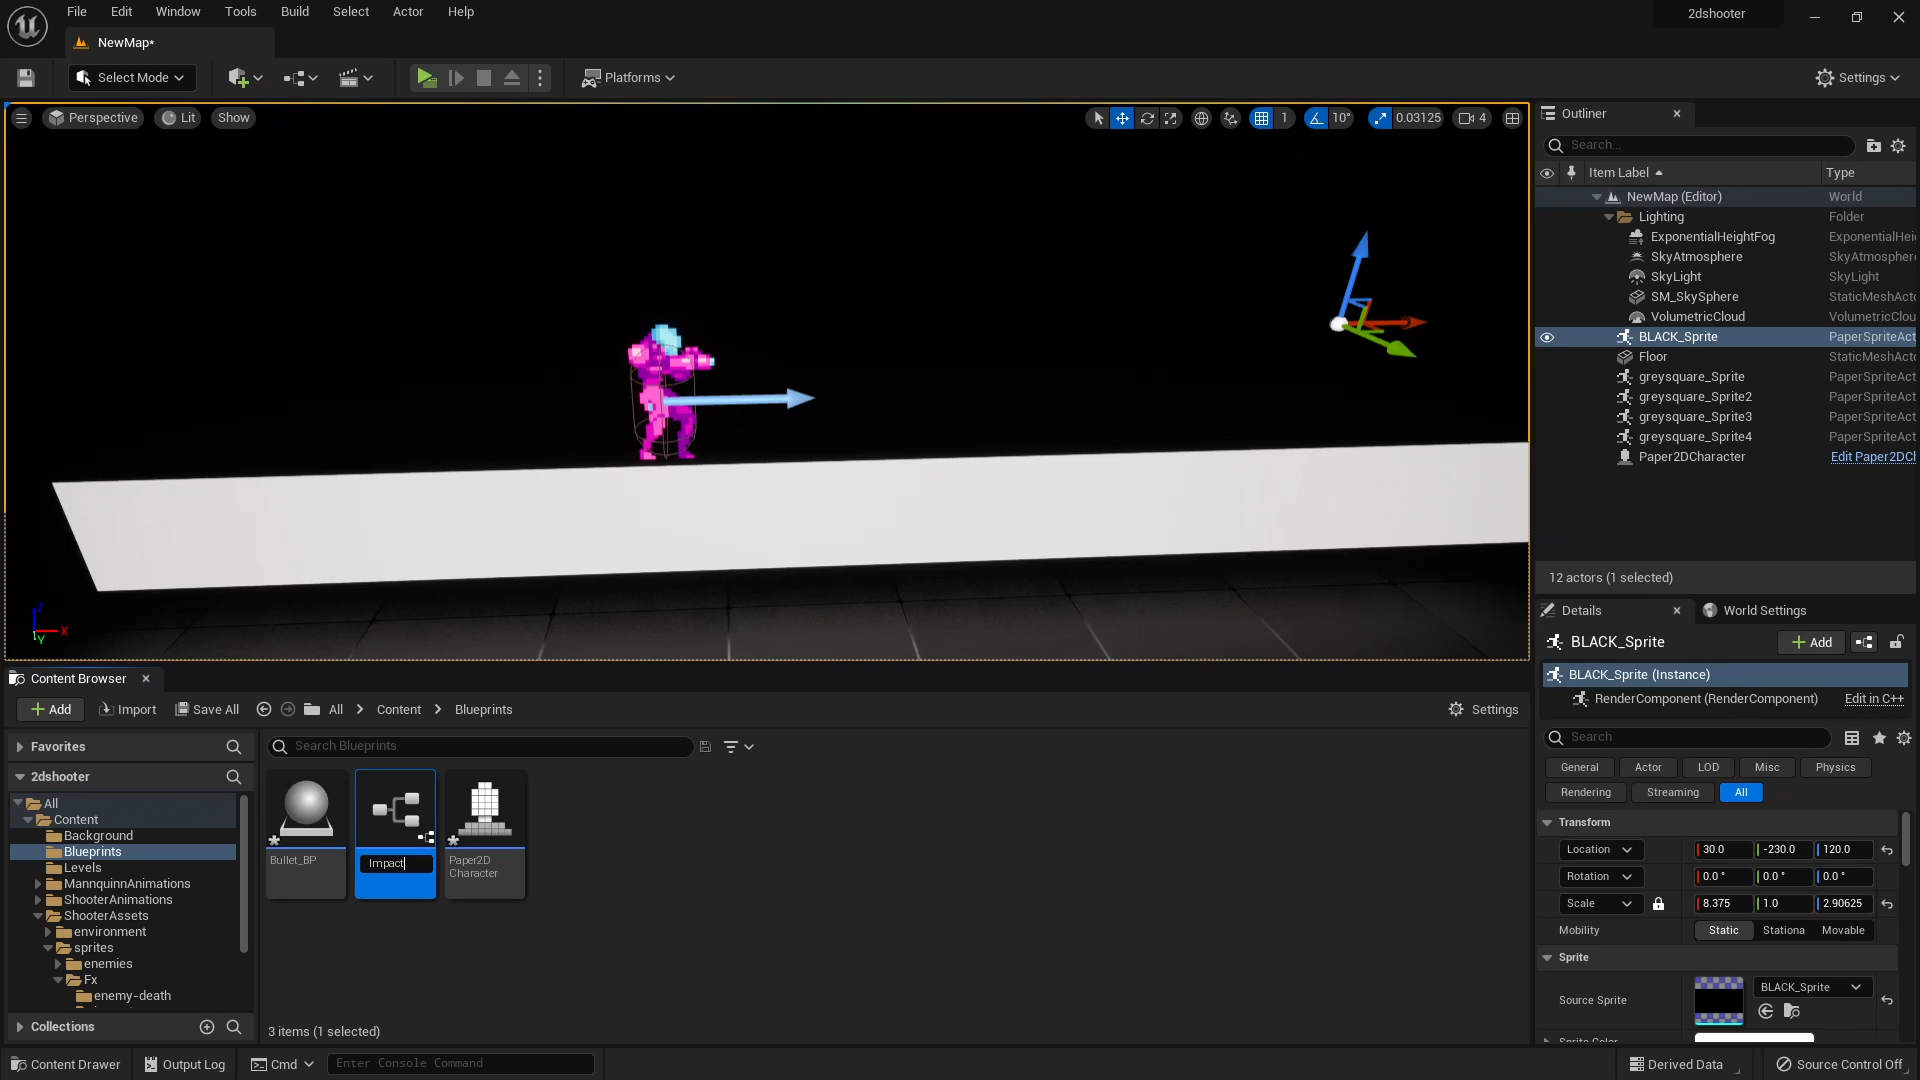 File Edit Window Tools Build Select Actor Help
2dshooter
NewMap*
Select Mode
Platforms
Settings
Perspective
Lit
Show
1
10°
0.03125
4
Outliner
Search...
Item Label
Type
NewMap (Editor)
World
Lighting
Folder
ExponentialHeightFog
ExponentialHei
SkyAtmosphere
SkyAtmospher
SkyLight
SkyLight
SM_SkySphere
StaticMeshActo
VolumetricCloud
VolumetricClou
BLACK_Sprite
PaperSpriteAct
Floor
StaticMeshActo
greysquare_Sprite
PaperSpriteAct
greysquare_Sprite2
PaperSpriteAct
greysquare_Sprite3
PaperSpriteAct
greysquare_Sprite4
PaperSpriteAct
Paper2DCharacter
Edit Paper2DCl
12 actors (1 selected)
Z
X
Y
Details
World Settings
BLACK_Sprite
Add
BLACK_Sprite (Instance)
RenderComponent (RenderComponent)
Edit in C++
Search
General
Actor
LOD
Misc
Physics
Rendering
Streaming
All
Transform
Location
30.0
-230.0
120.0
Rotation
0.0 °
0.0 °
0.0 °
Scale
8.375
1.0
2.90625
Mobility
Static
Stationa
Movable
Sprite
Source Sprite
BLACK_Sprite
Sprite Color
Content Browser
Add
Import
Save All
All
Content
Blueprints
Settings
Favorites
Search Blueprints
2dshooter
All
Content
Background
Blueprints
Levels
MannquinnAnimations
ShooterAnimations
ShooterAssets
environment
sprites
enemies
Fx
enemy-death
Collections
Bullet_BP
Impact
Paper2D
Character
3 items (1 selected)
Content Drawer
Output Log
Cmd
Enter Console Command
Derived Data
Source Control Off